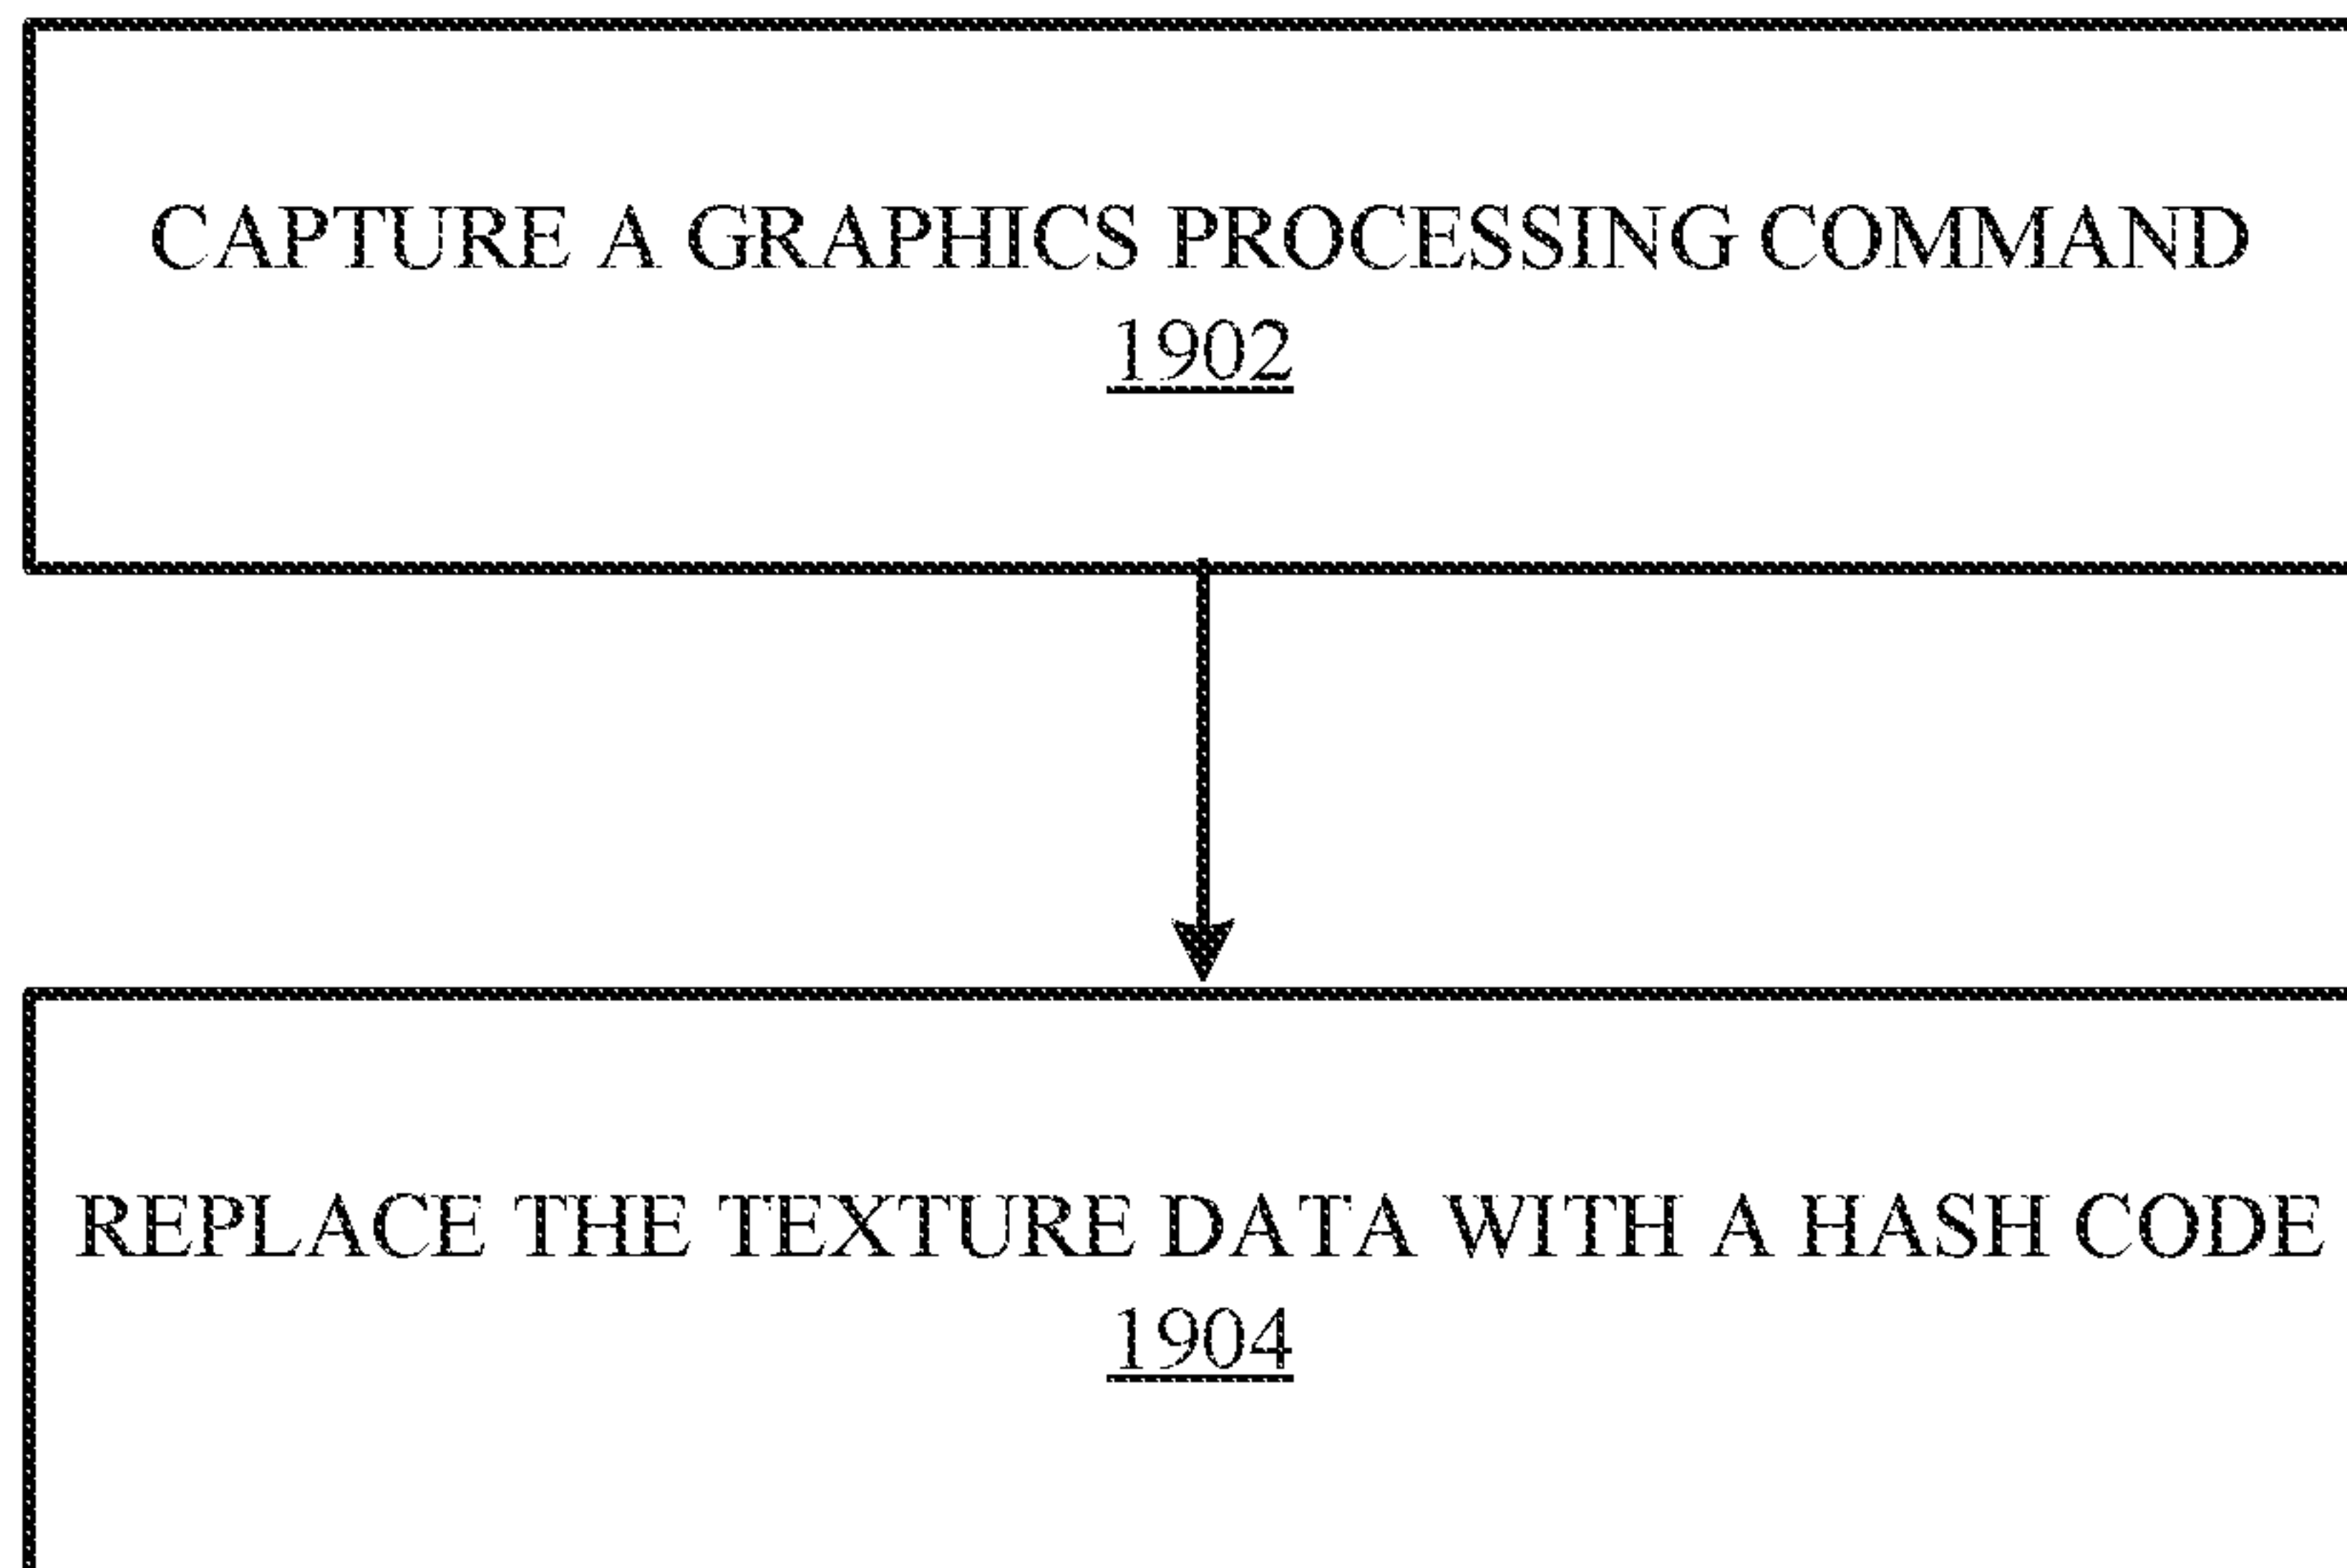 CAPTURE A GRAPHICS PROCESSING COMMAND
1902
REPLACE THE TEXTURE DATA WITH A HASH CODE
1904